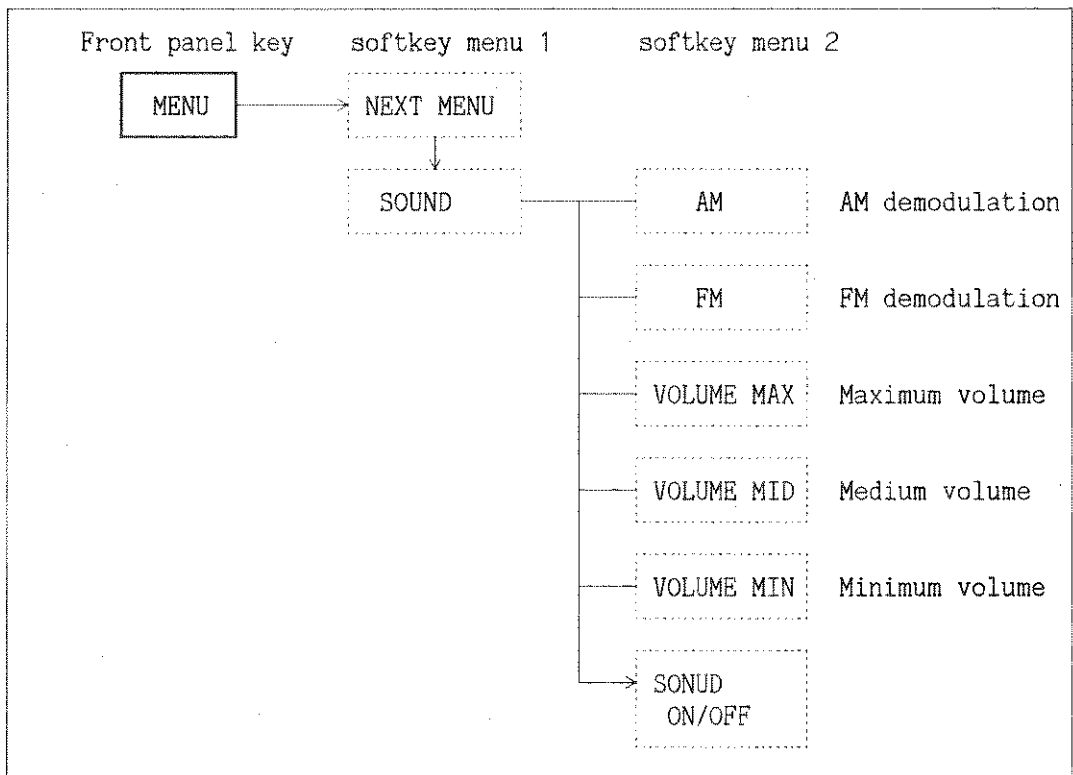 Front panel key softkey menu 1 softkey menu 2
MENU NEXT MENU
SOUND AM AM demodulation
FM FM demodulation
VOLUME MAX Maximum volume
VOLUME MID Medium volume
VOLUME MIN Minimum volume
SONUD
ON/OFF